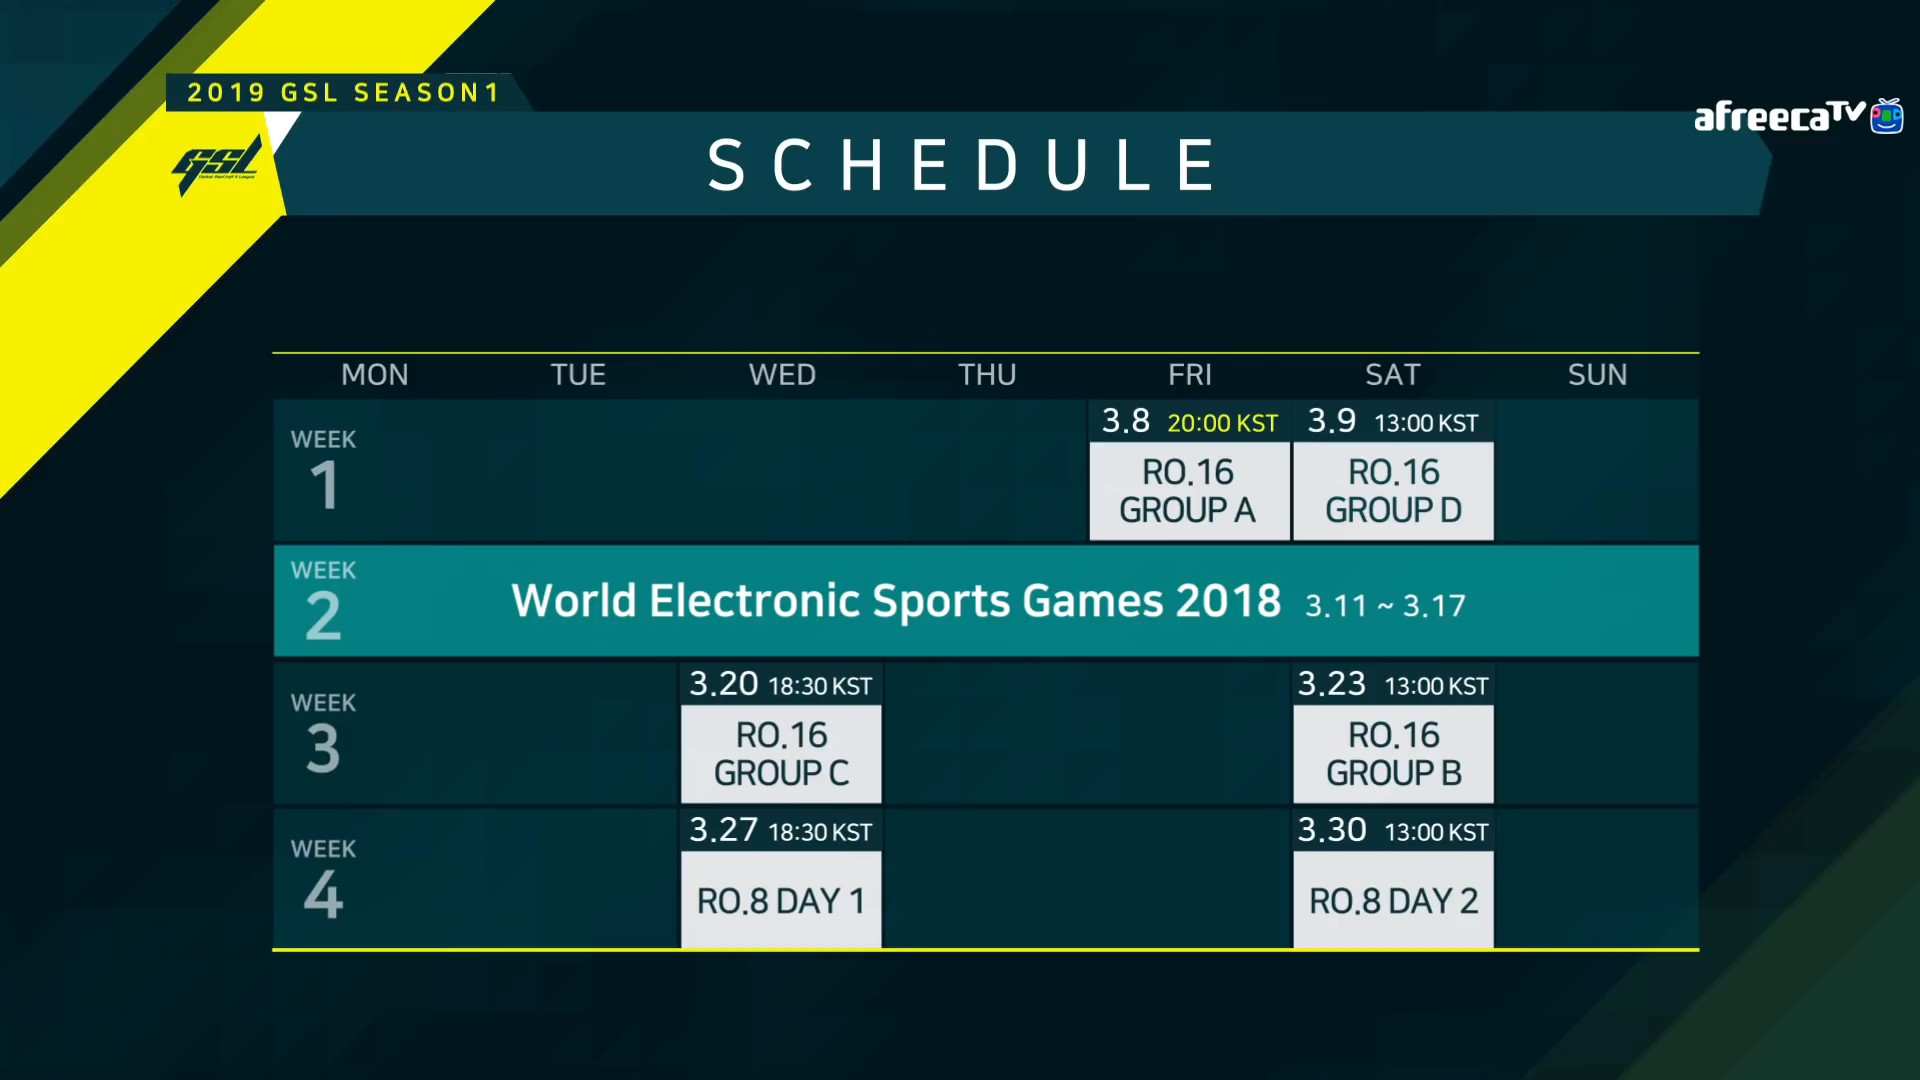 2019 GSL SEASON1
afreecaTV
GSL
SCHEDULE
MON TUE WED THU FRI SAT SUN
WEEK
1
3.8 20:00 KST
RO.16
GROUP A
3.9 13:00 KST
RO.16
GROUP D
WEEK
2
World Electronic Sports Games 2018 3.11 ~ 3.17
WEEK
3
3.20 18:30 KST
RO.16
GROUP C
3.23 13:00 KST
RO.16
GROUP B
WEEK
4
3.27 18:30 KST
RO.8 DAY 1
3.30 13:00 KST
RO.8 DAY 2